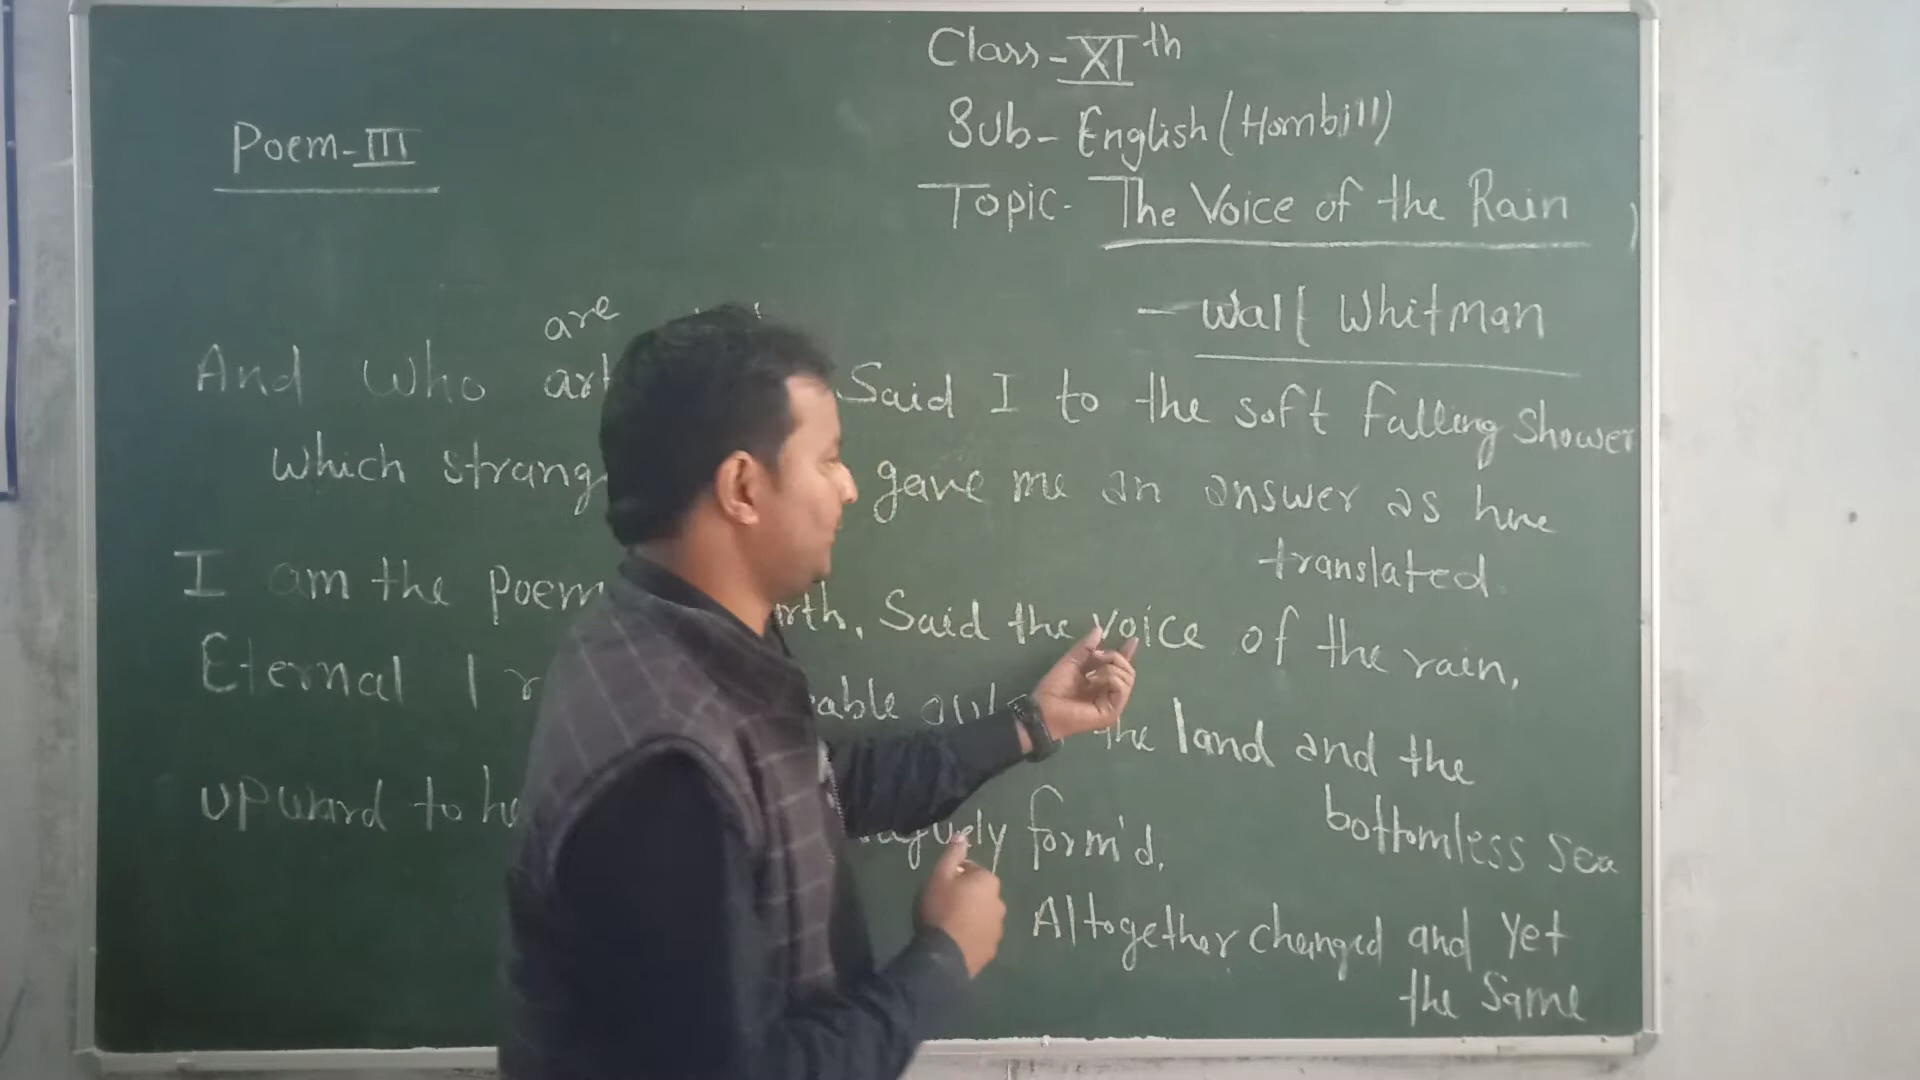 Class - XIth
Sub - English (Hornbill)
Poem - III
Topic - The Voice of the Rain
- Walt Whitman
are
And Who art Said I to the soft falling Shower
which strang gave me an answer as here
translated.
I am the Poem rth, Said the voice of the rain,
Eternal I r able out the land and the
bottomless Sea
upward to he vaguely form'd,
Altogether changed and Yet
the Same